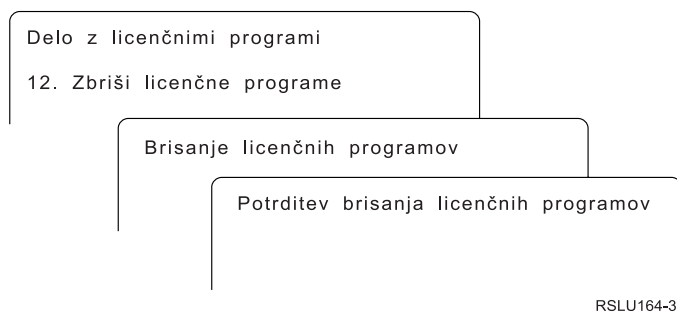 Delo z licenčnimi programi
12. Zbriši licenčne programe
Brisanje licenčnih programov
Potrditev brisanja licenčnih programov
RSLU164-3